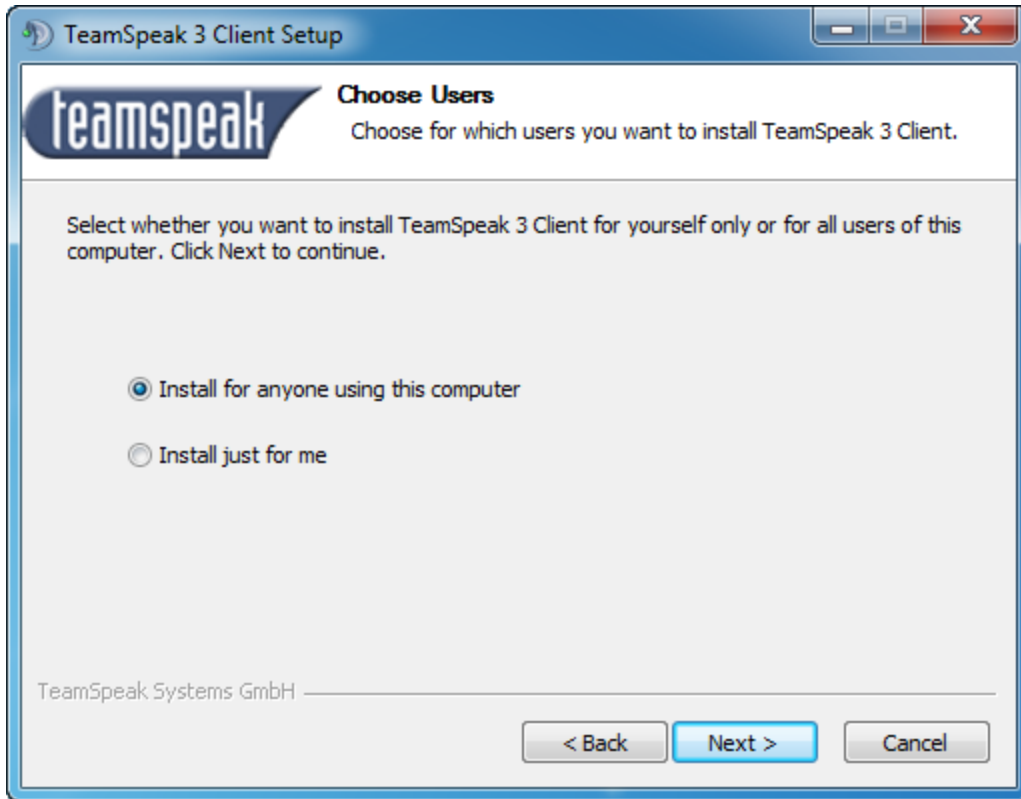 TeamSpeak 3 Client Setup
teamspeak
Choose Users
Choose for which users you want to install TeamSpeak 3 Client.
Select whether you want to install TeamSpeak 3 Client for yourself only or for all users of this
computer. Click Next to continue.
Install for anyone using this computer
Install just for me
TeamSpeak Systems GmbH
< Back Next > Cancel